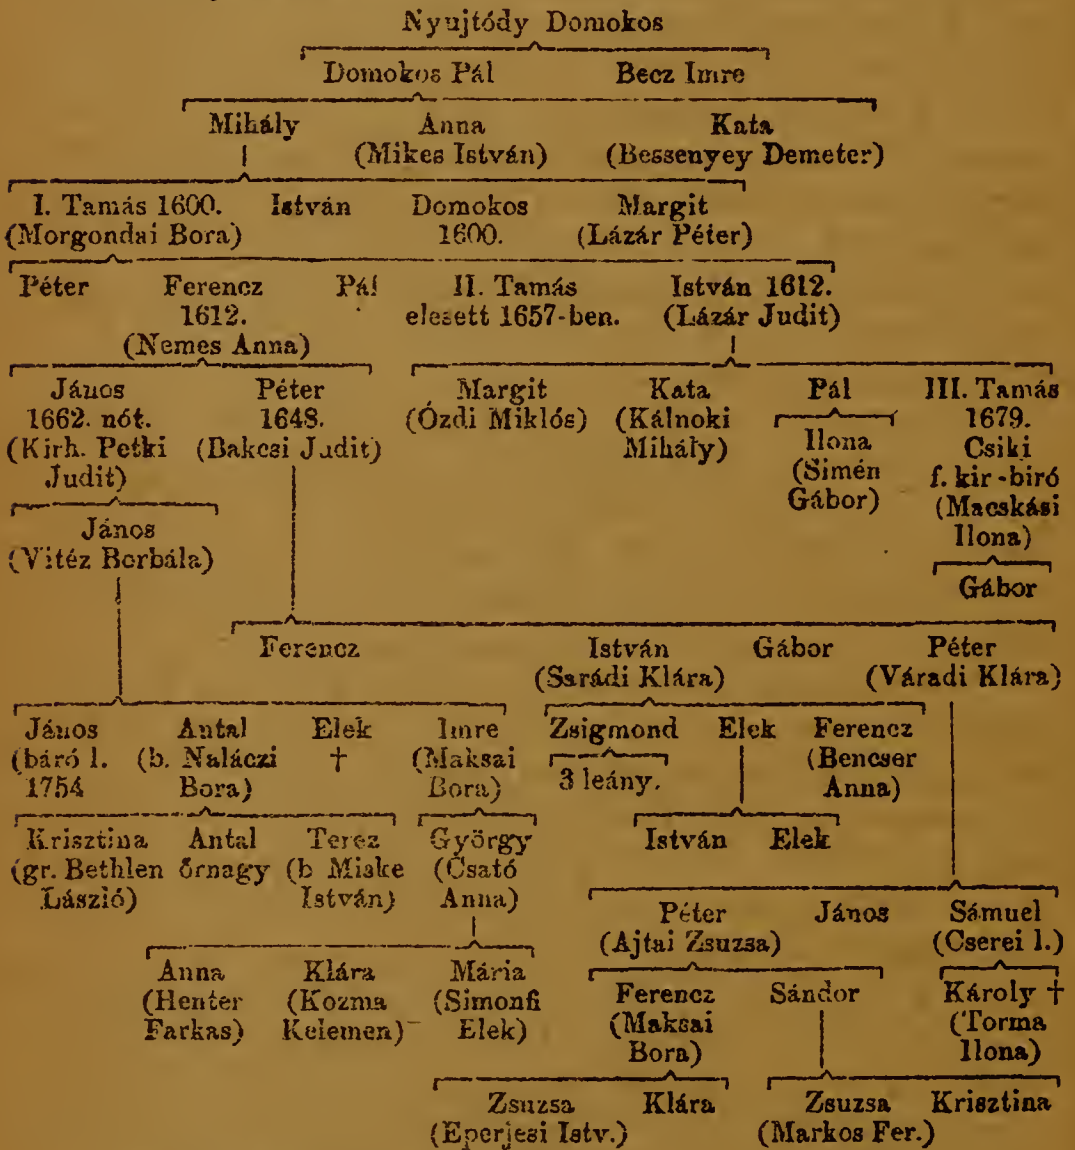 Nyujtódy Domokos
Domokos Pál Becz Imre
Mihály Anna Kata
(Mikes István) (Bessenyey Demeter)
I. Tamás 1600. István Domokos Margit
(Morgondai Bora) 1600. (Lázár Péter)
Péter Ferencz Pál II. Tamás István 1612.
1612. elesett 1657-ben. (Lázár Judit)
(Nemes Anna)
János Péter Margit Kata Pál III. Tamás
1662. nót. 1648. (Ózdi Miklós) (Kálnoki 1679.
(Kirh. Petki (Bakcsi Judit) Mihály) Ilona Csiki
Judit) (Simén f. kir-biró
Gábor) (Macskási
János Ilona)
(Vitéz Borbála) Gábor
Ferencz István Gábor Péter
(Sarádi Klára) (Váradi Klára)
János Antal Elek Imre Zsigmond Elek Ferencz
(báró l. (b. Naláczi † (Maksai 3 leány. (Bencser
1754 Bora) Bora) Anna)
Krisztina Antal Terez György István Elek
(gr. Bethlen őrnagy (b Miske (Csató
László) István) Anna)
Péter János Sámuel
(Ajtai Zsuzsa) (Cserei l.)
Anna Klára Mária Ferencz Sándor Károly †
(Henter (Kozma (Simonfi (Maksai (Torma
Farkas) Kelemen) Elek) Bora) Ilona)
Zsuzsa Klára Zsuzsa Krisztina
(Eperjesi Istv.) (Markos Fer.)